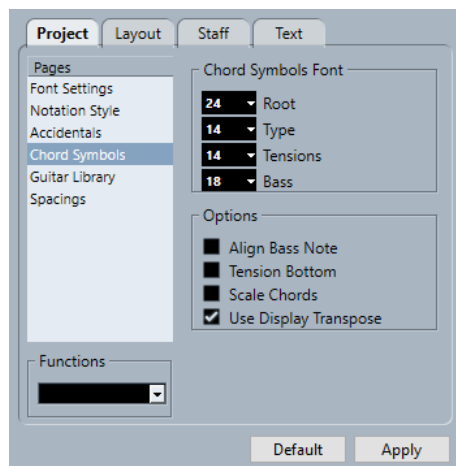 Project Layout Staff Text
Pages
Font Settings
Notation Style
Accidentals
Chord Symbols
Guitar Library
Spacings
Functions
Chord Symbols Font
24 Root
14 Type
14 Tensions
18 Bass
Options
Align Bass Note
Tension Bottom
Scale Chords
Use Display Transpose
Default Apply